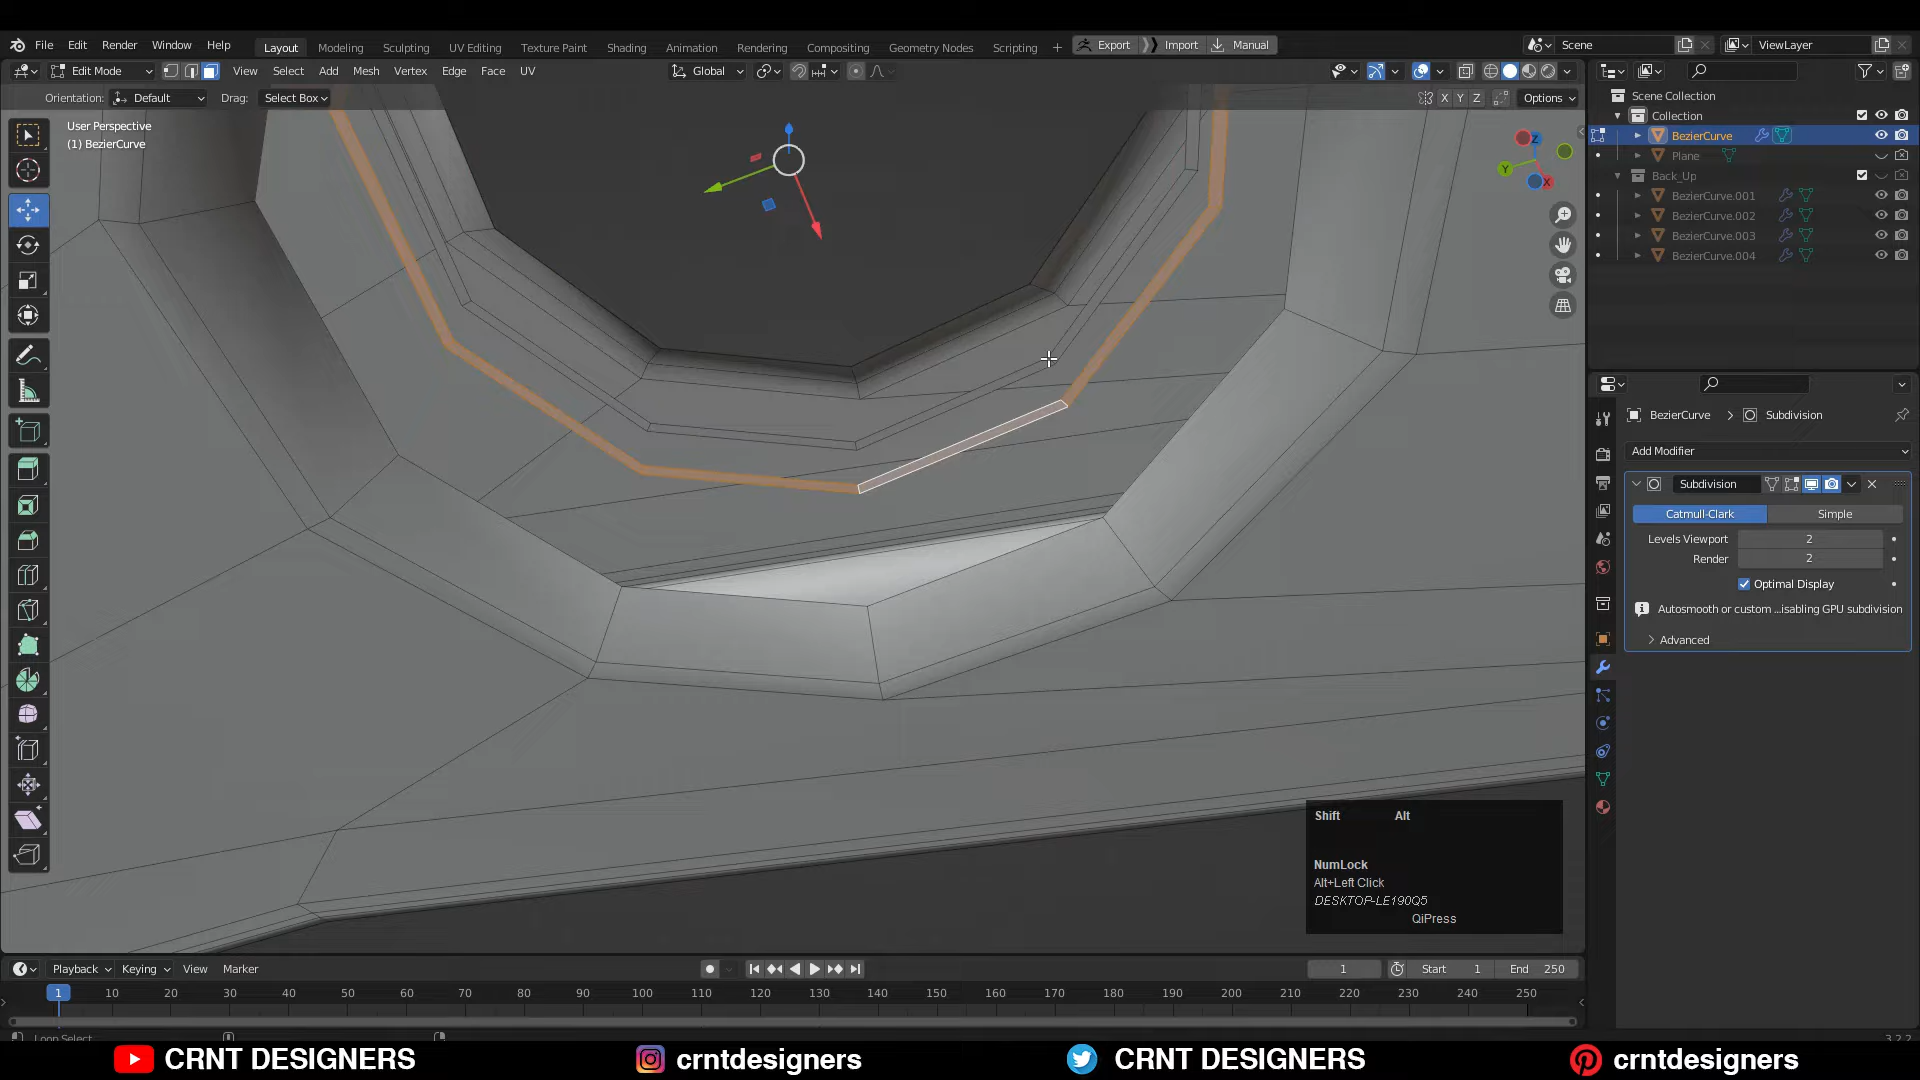 File Edit Render Window Help Layout Modeling Sculpting UV Editing Texture Paint Shading Animation Rendering Compositing Geometry Nodes Scripting + Export Import Manual Scene ViewLayer
Edit Mode View Select Add Mesh Vertex Edge Face UV Global
Orientation: Default Drag: Select Box X Y Z Options
User Perspective
(1) BezierCurve
Z
Y
X
Scene Collection
Collection
BezierCurve
Plane
Back_Up
BezierCurve.001
BezierCurve.002
BezierCurve.003
BezierCurve.004
BezierCurve > Subdivision
Add Modifier
Subdivision
Catmull-Clark Simple
Levels Viewport 2
Render 2
Optimal Display
Autosmooth or custom ...isabling GPU subdivision
Advanced
Shift Alt
NumLock
Alt+Left Click
DESKTOP-LE190Q5
QiPress
Playback Keying View Marker 1 Start 1 End 250
1 10 20 30 40 50 60 70 80 90 100 110 120 130 140 150 160 170 180 190 200 210 220 230 240 250
Loop Select
3.2.2
CRNT DESIGNERS crntdesigners CRNT DESIGNERS crntdesigners